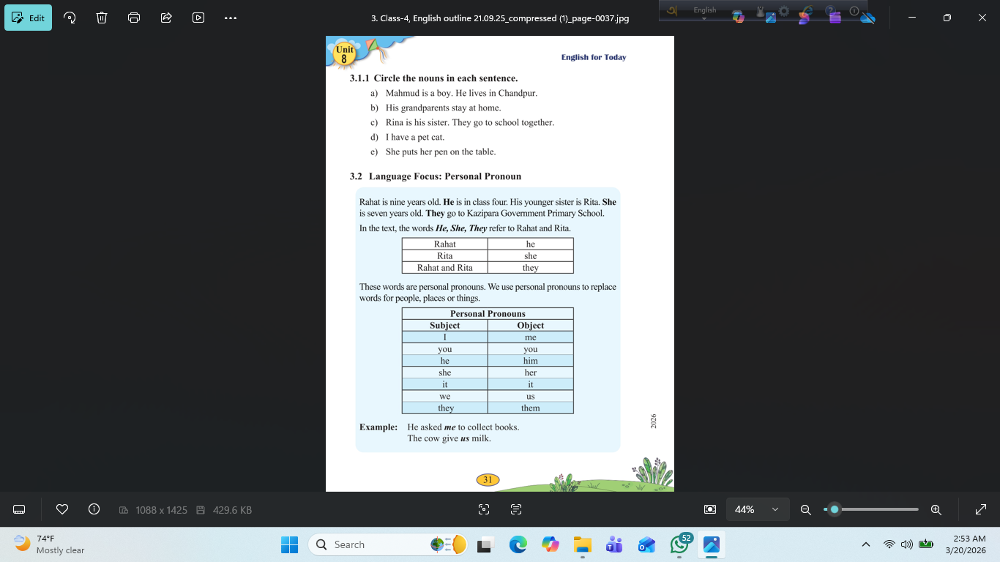 Edit
3. Class-4, English outline 21.09.25_compressed (1)_page-0037.jpg
English
Unit
8
English for Today
3.1.1 Circle the nouns in each sentence.
a) Mahmud is a boy. He lives in Chandpur.
b) His grandparents stay at home.
c) Rina is his sister. They go to school together.
d) I have a pet cat.
e) She puts her pen on the table.
3.2 Language Focus: Personal Pronoun
Rahat is nine years old. He is in class four. His younger sister is Rita. She
is seven years old. They go to Kazipara Government Primary School.
In the text, the words He, She, They refer to Rahat and Rita.
Rahat he
Rita she
Rahat and Rita they
These words are personal pronouns. We use personal pronouns to replace
words for people, places or things.
Personal Pronouns
Subject Object
I me
you you
he him
she her
it it
we us
they them
Example: He asked me to collect books.
The cow give us milk.
2026
31
1088 x 1425 429.6 KB
44%
74°F
Mostly clear
Search
52
2:53 AM
3/20/2026